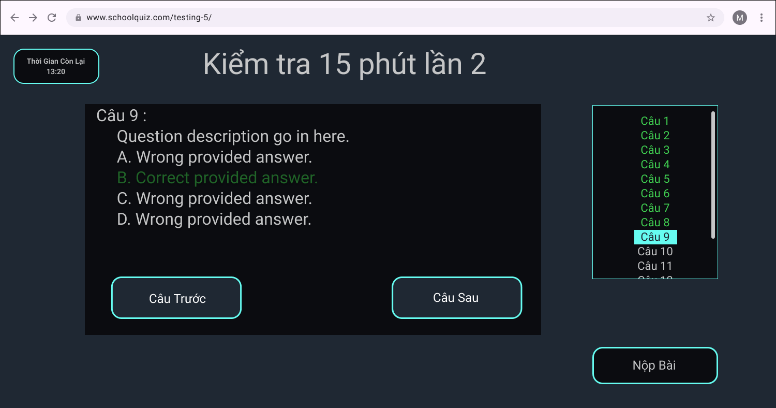 www.schoolquiz.com/testing-5/
M
Thời Gian Còn Lại
13:20
Kiểm tra 15 phút lần 2
Câu 9 :
Question description go in here.
A. Wrong provided answer.
B. Correct provided answer.
C. Wrong provided answer.
D. Wrong provided answer.
Câu Trước
Câu Sau
Câu 1
Câu 2
Câu 3
Câu 4
Câu 5
Câu 6
Câu 7
Câu 8
Câu 9
Câu 10
Câu 11
Nộp Bài